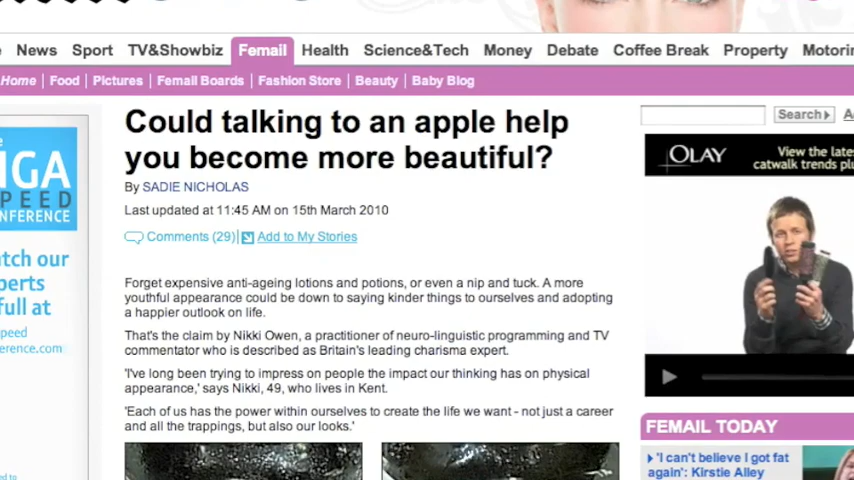 News Sport TV&Showbiz Femail Health Science&Tech Money Debate Coffee Break Property Motorin
Home Food Pictures Femail Boards Fashion Store Beauty Baby Blog
Could talking to an apple help
you become more beautiful?
By SADIE NICHOLAS
Last updated at 11:45 AM on 15th March 2010
Comments (29) Add to My Stories
Forget expensive anti-ageing lotions and potions, or even a nip and tuck. A more
youthful appearance could be down to saying kinder things to ourselves and adopting
a happier outlook on life.
That's the claim by Nikki Owen, a practitioner of neuro-linguistic programming and TV
commentator who is described as Britain's leading charisma expert.
'I've long been trying to impress on people the impact our thinking has on physical
appearance,' says Nikki, 49, who lives in Kent.
'Each of us has the power within ourselves to create the life we want - not just a career
and all the trappings, but also our looks.'
IGA
PEED
NFERENCE
tch our
perts
full at
peed
erence.com
ed to
Search
OLAY
View the lates
catwalk trends plu
FEMAIL TODAY
'I can't believe I got fat
again': Kirstie Alley